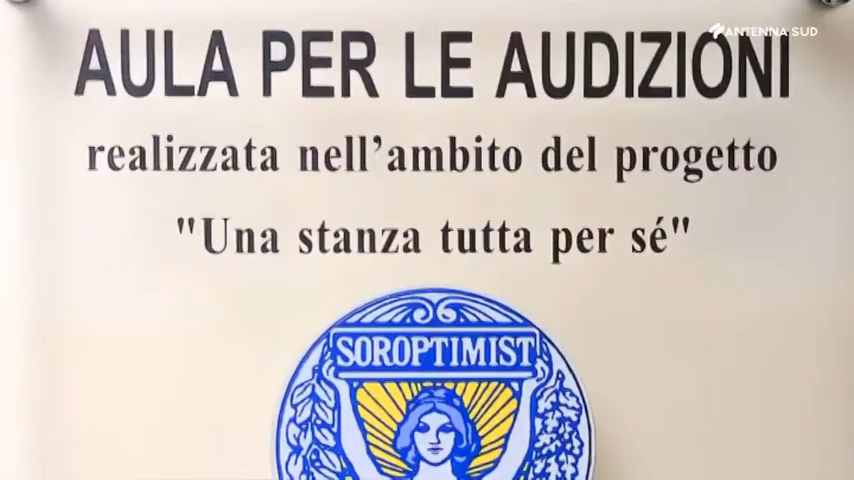 ANTENNA SUD
AULA PER LE AUDIZIONI
realizzata nell'ambito del progetto
"Una stanza tutta per sé"
SOROPTIMIST